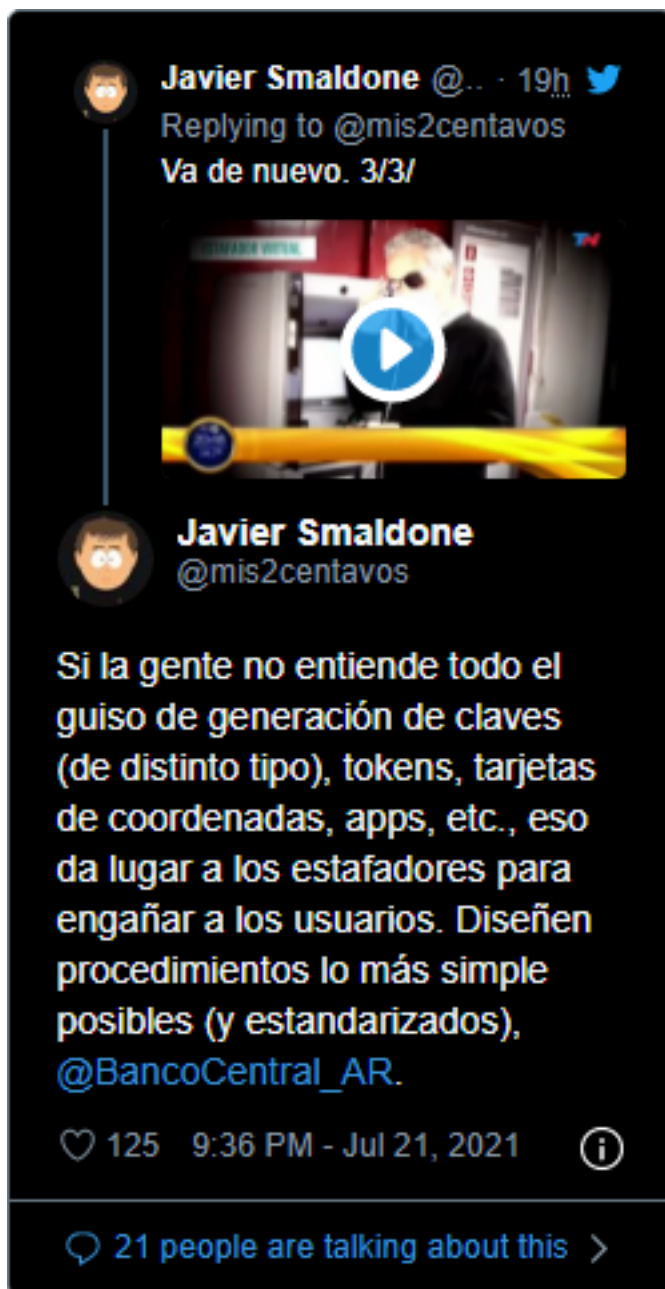 Javier Smaldone @.. · 19h
Replying to @mis2centavos
Va de nuevo. 3/3/
ESTAFADOR VIRTUAL
TN
Javier Smaldone
@mis2centavos
Si la gente no entiende todo el
guiso de generación de claves
(de distinto tipo), tokens, tarjetas
de coordenadas, apps, etc., eso
da lugar a los estafadores para
engañar a los usuarios. Diseñen
procedimientos lo más simple
posibles (y estandarizados),
@BancoCentral_AR.
125 9:36 PM - Jul 21, 2021
21 people are talking about this